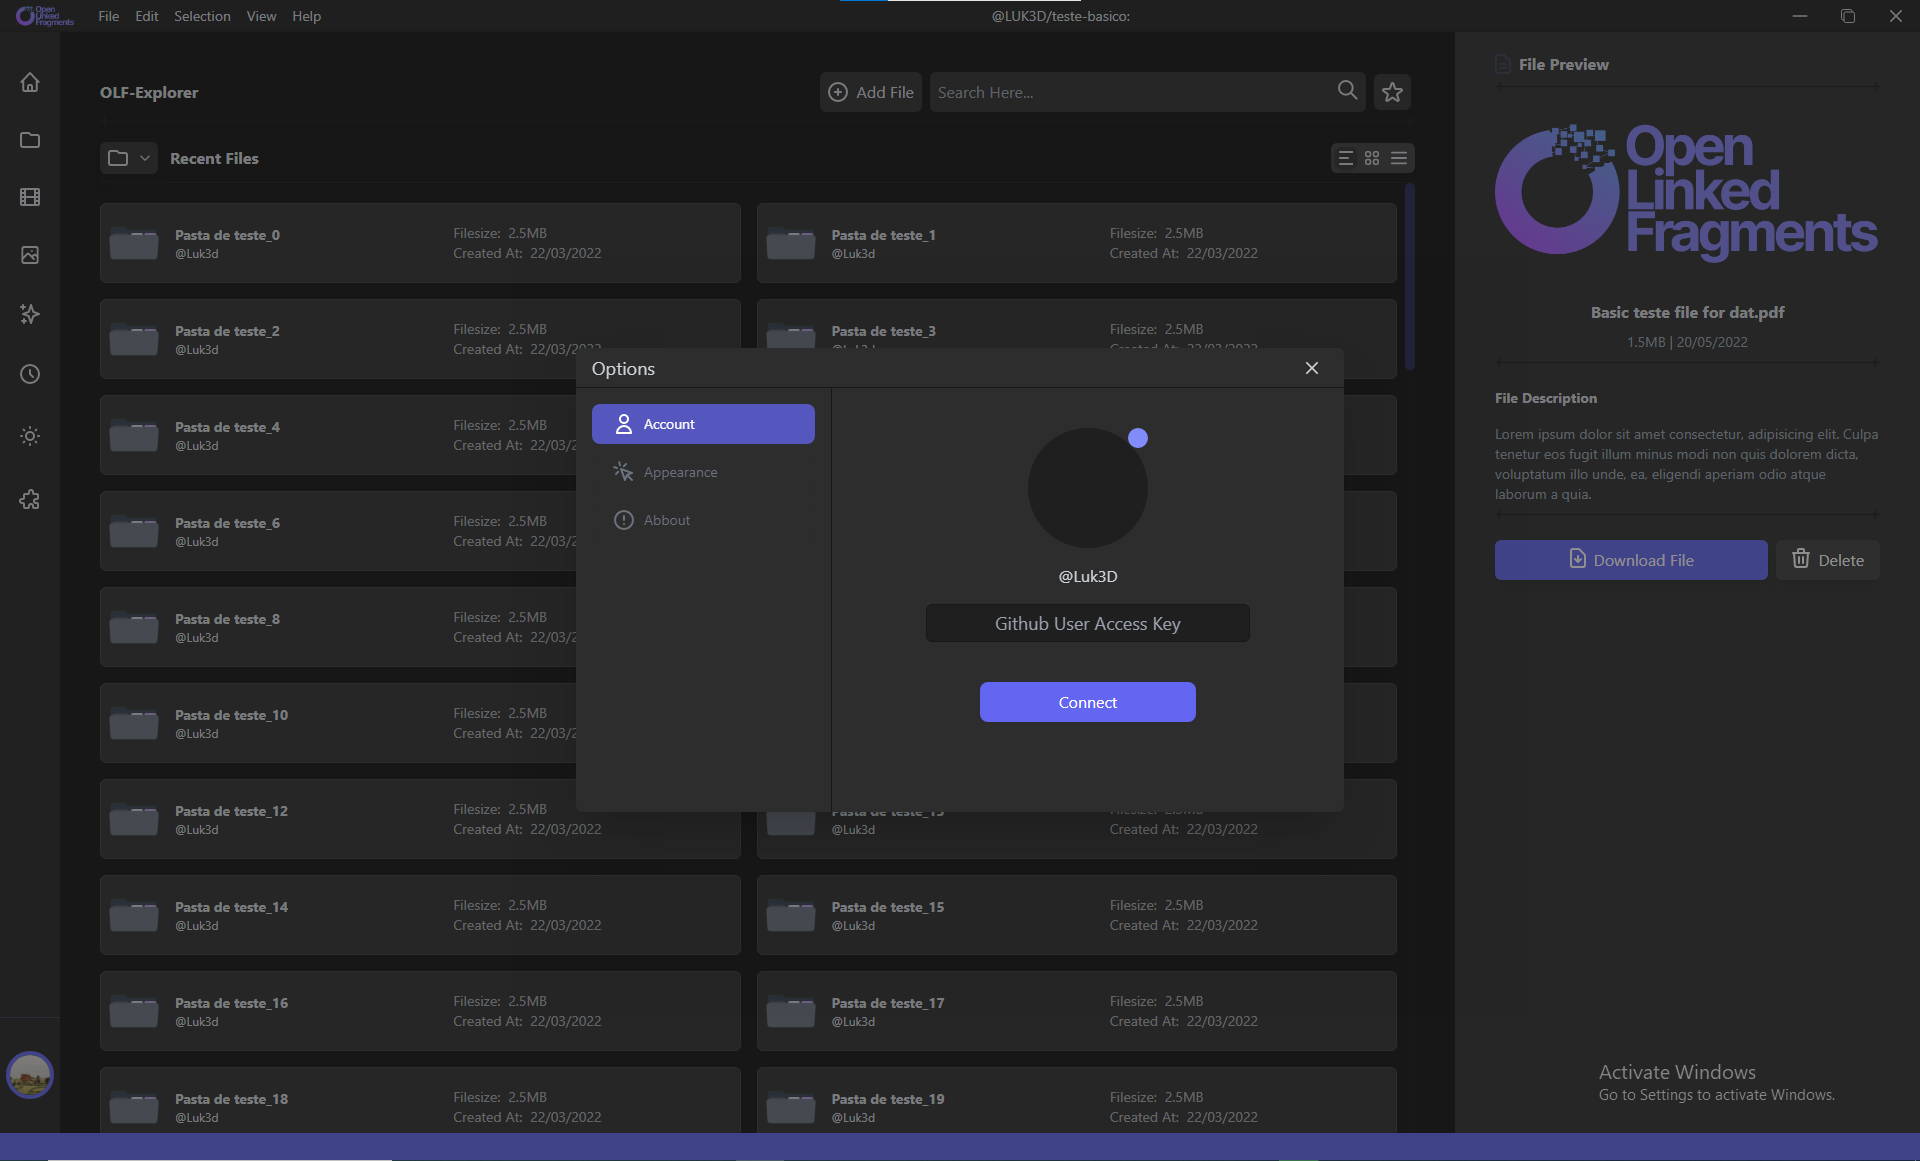 Open
Linked
Fragments
File Edit Selection View Help
@LUK3D/teste-basico:
OLF-Explorer
Add File
Search Here...
Recent Files
Pasta de teste_0
@Luk3d
Filesize: 2.5MB
Created At: 22/03/2022
Pasta de teste_1
@Luk3d
Filesize: 2.5MB
Created At: 22/03/2022
Pasta de teste_2
@Luk3d
Filesize: 2.5MB
Created At: 22/03/2022
Pasta de teste_3
Filesize: 2.5MB
Pasta de teste_4
@Luk3d
Filesize: 2.5MB
Created At: 22/03/2
Pasta de teste_6
@Luk3d
Filesize: 2.5MB
Created At: 22/03/2
Pasta de teste_8
@Luk3d
Filesize: 2.5MB
Created At: 22/03/2
Pasta de teste_10
@Luk3d
Filesize: 2.5MB
Created At: 22/03/2
Pasta de teste_12
@Luk3d
Filesize: 2.5MB
Created At: 22/03/2022
@Luk3d
Created At: 22/03/2022
Pasta de teste_14
@Luk3d
Filesize: 2.5MB
Created At: 22/03/2022
Pasta de teste_15
@Luk3d
Filesize: 2.5MB
Created At: 22/03/2022
Pasta de teste_16
@Luk3d
Filesize: 2.5MB
Created At: 22/03/2022
Pasta de teste_17
@Luk3d
Filesize: 2.5MB
Created At: 22/03/2022
Pasta de teste_18
@Luk3d
Filesize: 2.5MB
Created At: 22/03/2022
Pasta de teste_19
@Luk3d
Filesize: 2.5MB
Created At: 22/03/2022
Options
Account
Appearance
Abbout
@Luk3D
Github User Access Key
Connect
File Preview
Open
Linked
Fragments
Basic teste file for dat.pdf
1.5MB | 20/05/2022
File Description
Lorem ipsum dolor sit amet consectetur, adipisicing elit. Culpa
tenetur eos fugit illum minus modi non quis dolorem dicta,
voluptatum illo unde, ea, eligendi aperiam odio atque
laborum a quia.
Download File
Delete
Activate Windows
Go to Settings to activate Windows.